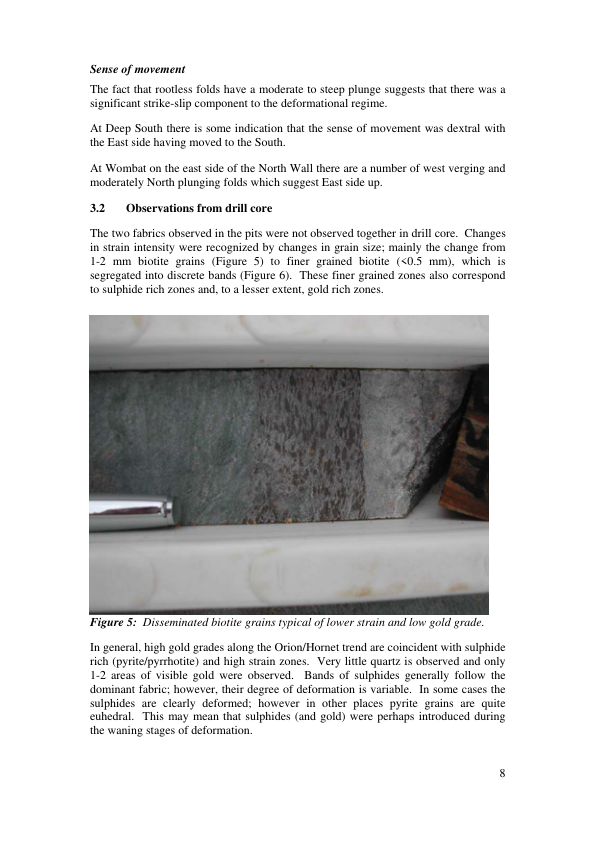 Sense of movement
The fact that rootless folds have a moderate to steep plunge suggests that there was a
significant strike-slip component to the deformational regime.
At Deep South there is some indication that the sense of movement was dextral with
the East side having moved to the South.
At Wombat on the east side of the North Wall there are a number of west verging and
moderately North plunging folds which suggest East side up.
3.2 Observations from drill core
The two fabrics observed in the pits were not observed together in drill core. Changes
in strain intensity were recognized by changes in grain size; mainly the change from
1-2 mm biotite grains (Figure 5) to finer grained biotite (<0.5 mm), which is
segregated into discrete bands (Figure 6). These finer grained zones also correspond
to sulphide rich zones and, to a lesser extent, gold rich zones.
Figure 5: Disseminated biotite grains typical of lower strain and low gold grade.
In general, high gold grades along the Orion/Hornet trend are coincident with sulphide
rich (pyrite/pyrrhotite) and high strain zones. Very little quartz is observed and only
1-2 areas of visible gold were observed. Bands of sulphides generally follow the
dominant fabric; however, their degree of deformation is variable. In some cases the
sulphides are clearly deformed; however in other places pyrite grains are quite
euhedral. This may mean that sulphides (and gold) were perhaps introduced during
the waning stages of deformation.
8